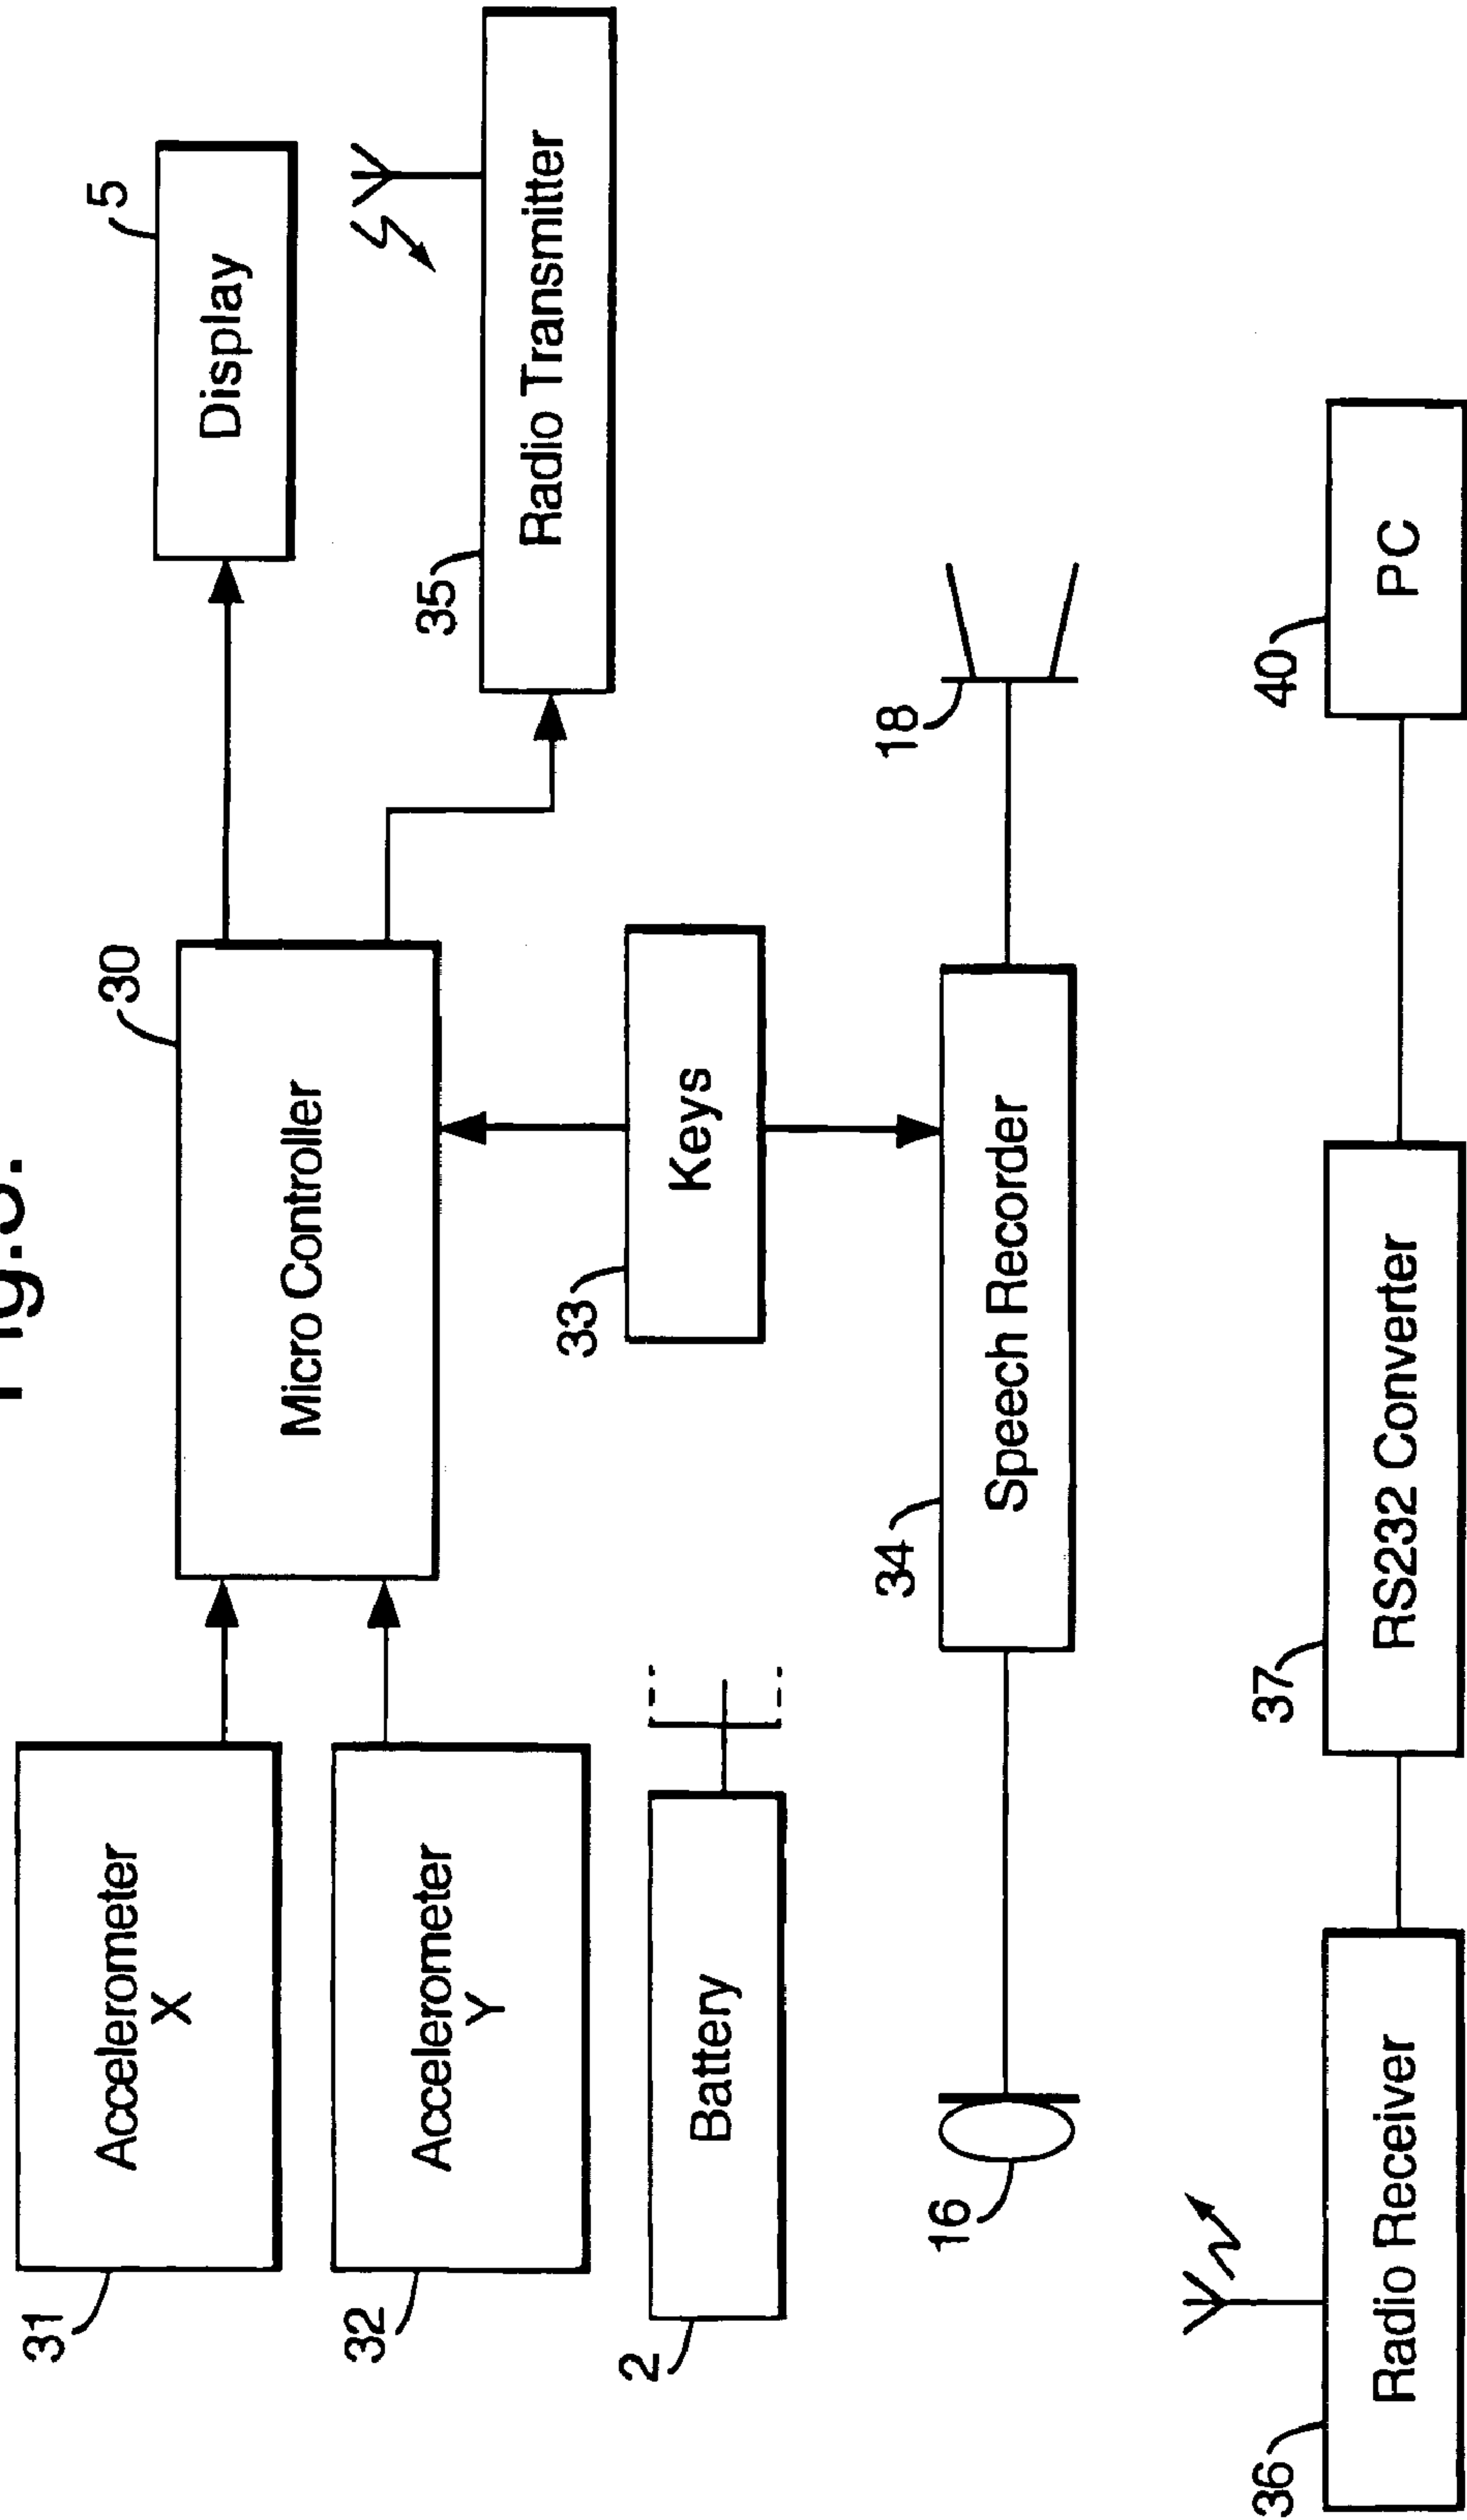 31
Accelerometer
X
32
Accelerometer
Y
2
Battery
30
Micro Controller
5
Display
35
Radio Transmitter
33
Keys
16
34
Speech Recorder
18
36
Radio Receiver
37
RS232 Converter
40
PC